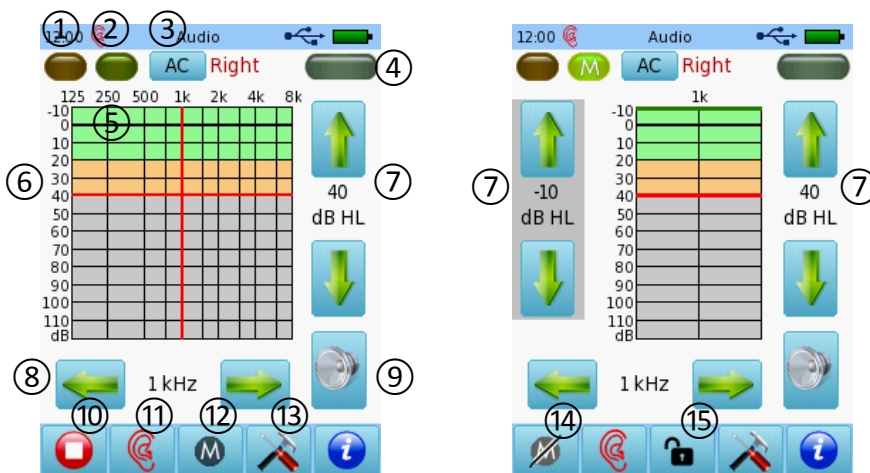 ① ② ③
12:00 Audio
AC Right ④
125 250 500 1k 2k 4k 8k
⑤
-10
0
10
20
30
40
50
60
70
80
90
100
110
dB
⑥
⑦
40
dB HL
⑧ 1 kHz ⑨
⑩ ⑪ ⑫ ⑬
M i
12:00 Audio
M AC Right
1k
⑦
-10
dB HL
-10
0
10
20
30
40
50
60
70
80
90
100
110
dB
40 ⑦
dB HL
1 kHz
⑭ ⑮
M i